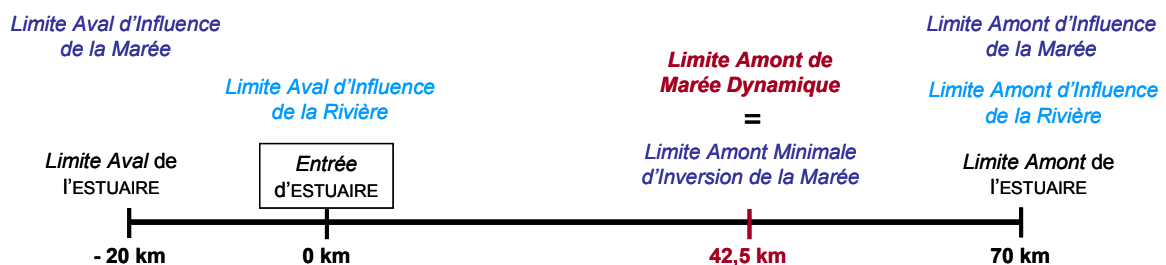 Limite Aval d'Influence
de la Marée
Limite Aval de
l'ESTUAIRE
- 20 km
Limite Aval d'Influence
de la Rivière
Entrée
d'ESTUAIRE
0 km
Limite Amont de
Marée Dynamique
=
Limite Amont Minimale
d'Inversion de la Marée
42,5 km
Limite Amont d'Influence
de la Marée
Limite Amont d'Influence
de la Rivière
Limite Amont de
l'ESTUAIRE
70 km